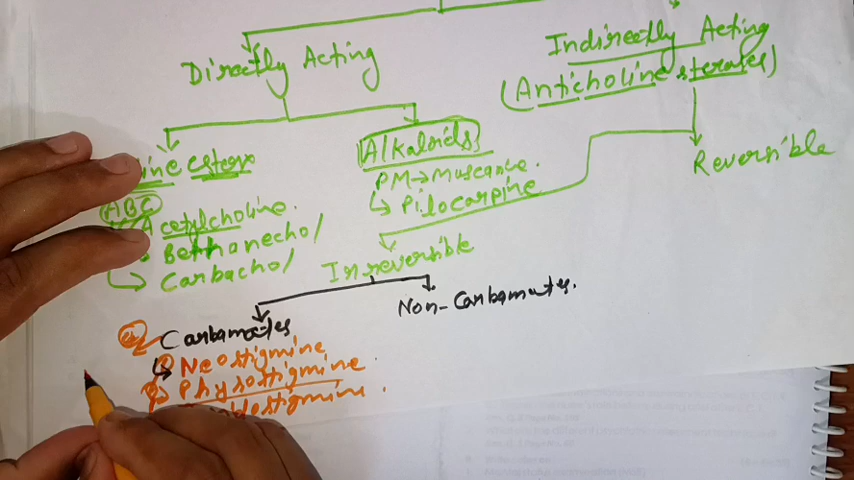 Directly Acting
Indirectly Acting
(Anticholinesterases)
esters
Alkaloids
PM → Muscarine.
Pilocarpine
ABC
Acetylcholine.
Bethanechol
Carbachol
Reversible
Irreversible
Carbamates
Non-Carbamates.
Neostigmine
Physostigmine.